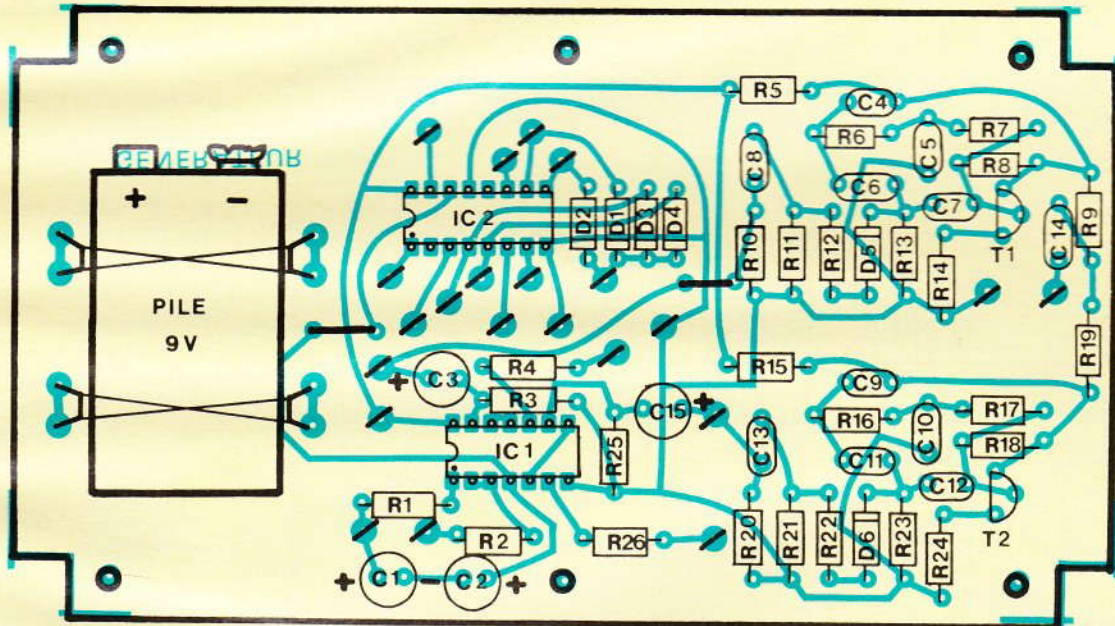 GENERATEUR
+ -
PILE
9V
IC 2
D2
D1
D3
D4
R5
C4
R6
R7
C5
C8
R8
C6
C7
R9
C14
T1
R10
R11
R12
D5
R13
R14
R19
R4
+ C3
R3
R15
C9
C15 +
R16
R17
C10
R18
C13
R25
IC 1
C11
C12
R1
R2
R26
R20
R21
R22
D6
R23
R24
T2
+ C1 - C2 +